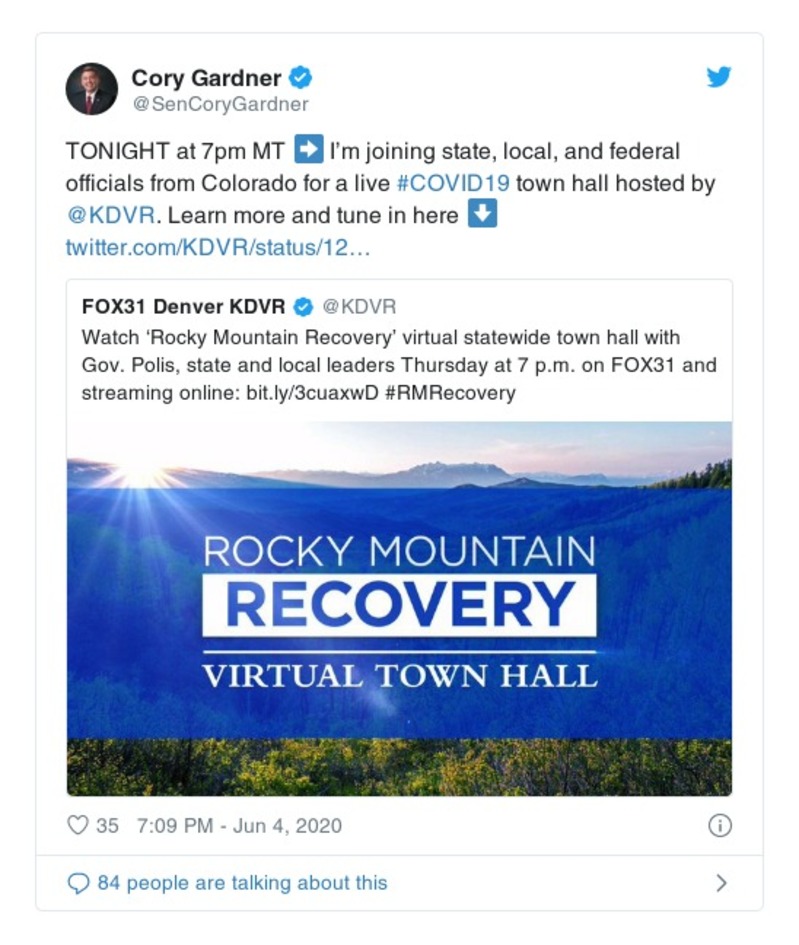 Cory Gardner
@SenCoryGardner
TONIGHT at 7pm MT ➡️ I'm joining state, local, and federal
officials from Colorado for a live #COVID19 town hall hosted by
@KDVR. Learn more and tune in here ⬇️
twitter.com/KDVR/status/12…
FOX31 Denver KDVR @KDVR
Watch ‘Rocky Mountain Recovery’ virtual statewide town hall with
Gov. Polis, state and local leaders Thursday at 7 p.m. on FOX31 and
streaming online: bit.ly/3cuaxwD #RMRecovery
ROCKY MOUNTAIN
RECOVERY
VIRTUAL TOWN HALL
35 7:09 PM - Jun 4, 2020
84 people are talking about this